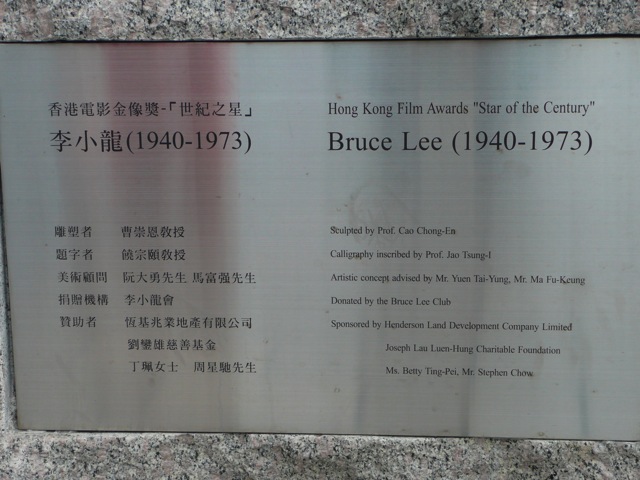 香港電影金像獎-「世紀之星」
李小龍(1940-1973)
雕塑者 曹崇恩教授
題字者 饒宗頤教授
美術顧問 阮大勇先生 馬富強先生
捐贈機構 李小龍會
贊助者 恆基兆業地產有限公司
劉鑾雄慈善基金
丁珮女士 周星馳先生
Hong Kong Film Awards "Star of the Century"
Bruce Lee (1940-1973)
Sculpted by Prof. Cao Chong-En
Calligraphy inscribed by Prof. Jao Tsung-I
Artistic concept advised by Mr. Yuen Tai-Yung, Mr. Ma Fu-Keung
Donated by the Bruce Lee Club
Sponsored by Henderson Land Development Company Limited
Joseph Lau Luen-Hung Charitable Foundation
Ms. Betty Ting-Pei, Mr. Stephen Chow